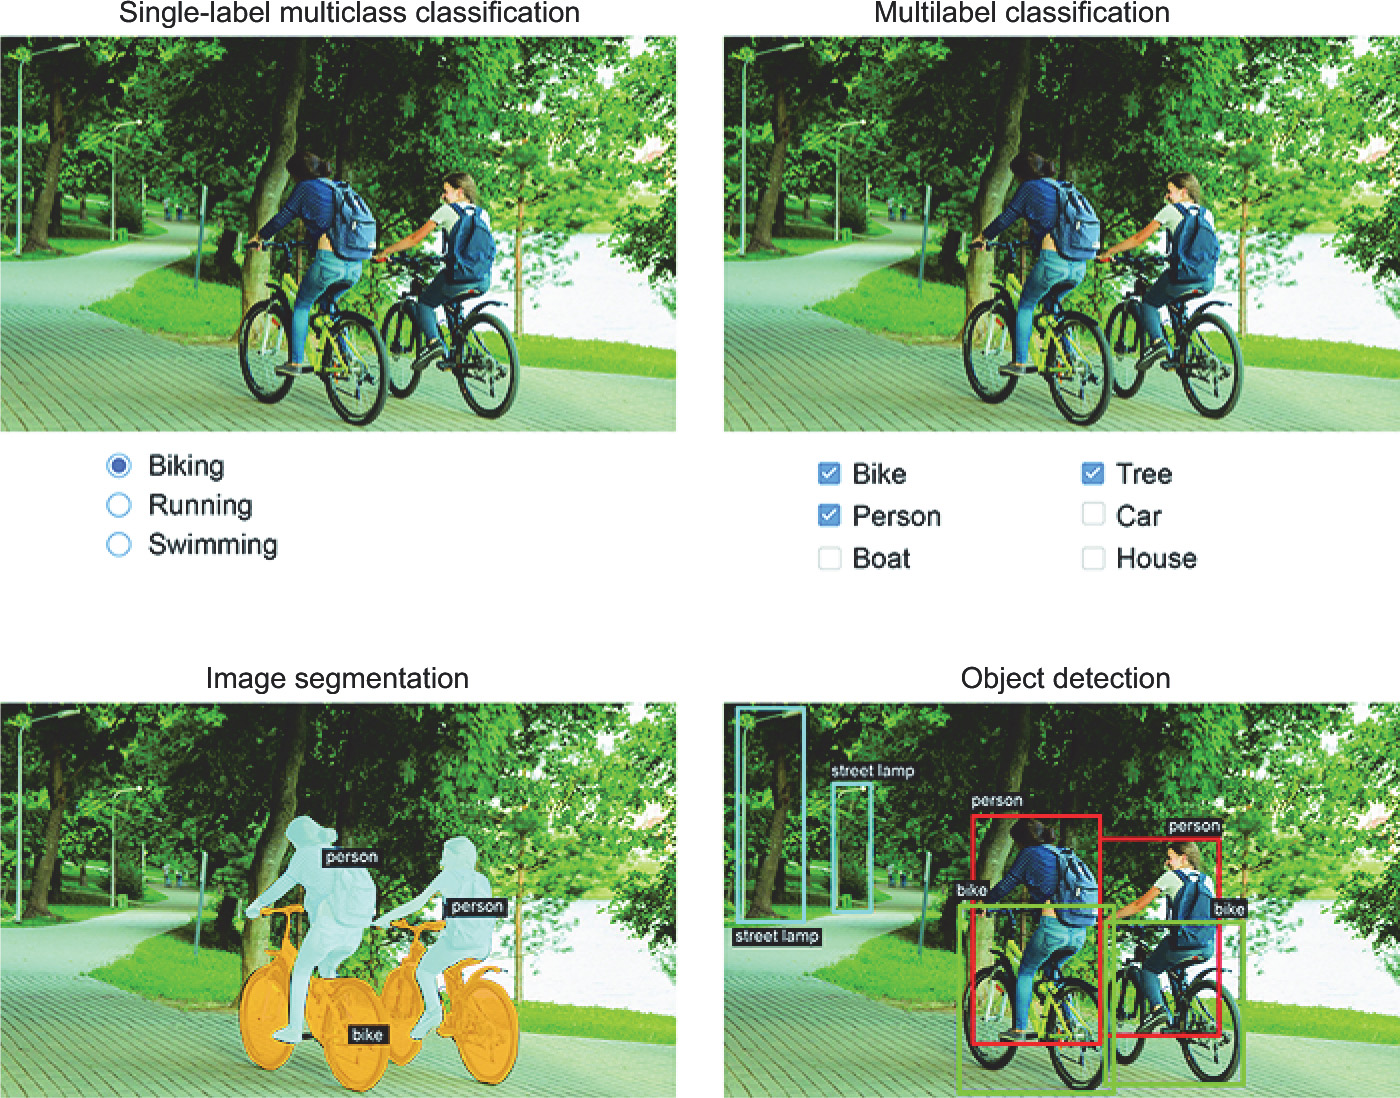 Single-label multiclass classification
Multilabel classification
Biking
Running
Swimming
Bike
Tree
Person
Car
Boat
House
Image segmentation
Object detection
person
person
bike
street lamp
person
person
bike
bike
street lamp